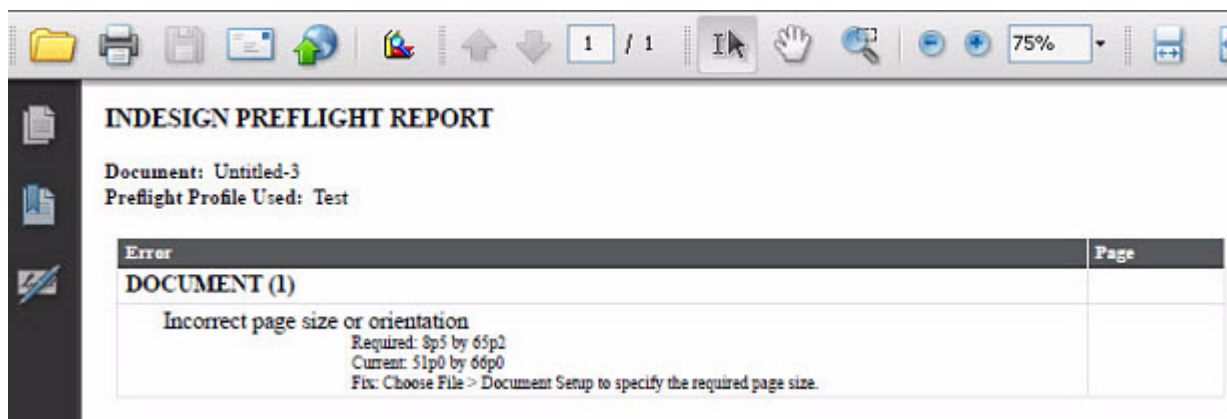 1 / 1 75%
INDESIGN PREFLIGHT REPORT
Document: Untitled-3
Preflight Profile Used: Test
Error Page
DOCUMENT (1)
Incorrect page size or orientation
Required: 8p5 by 65p2
Current: 51p0 by 66p0
Fix: Choose File > Document Setup to specify the required page size.